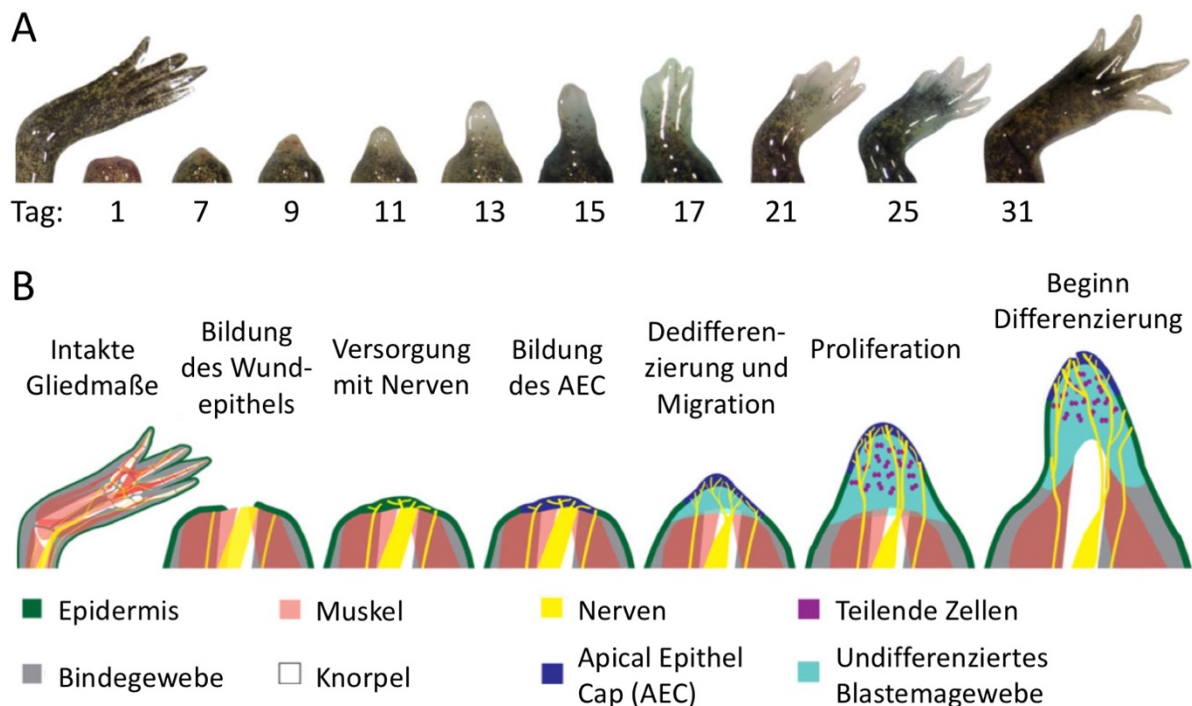 A
Tag: 1 7 9 11 13 15 17 21 25 31
B
Intakte
Gliedmaße
Bildung
des Wund-
epithels
Versorgung
mit Nerven
Bildung
des AEC
Dedifferen-
zierung und
Migration
Proliferation
Beginn
Differenzierung
Epidermis
Muskel
Nerven
Teilende Zellen
Bindegewebe
Knorpel
Apical Epithel
Cap (AEC)
Undifferenziertes
Blastemagewebe